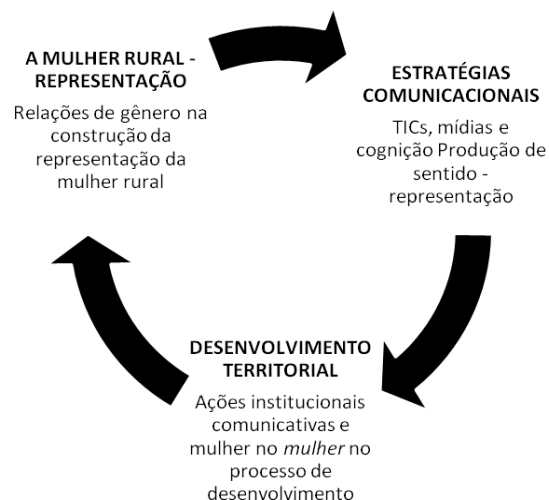 A MULHER RURAL -
REPRESENTAÇÃO
Relações de gênero na
construção da
representação da
mulher rural
ESTRATÉGIAS
COMUNICACIONAIS
TICs, mídias e
cognição Produção de
sentido -
representação
DESENVOLVIMENTO
TERRITORIAL
Ações institucionais
comunicativas e
mulher no mulher no
processo de
desenvolvimento